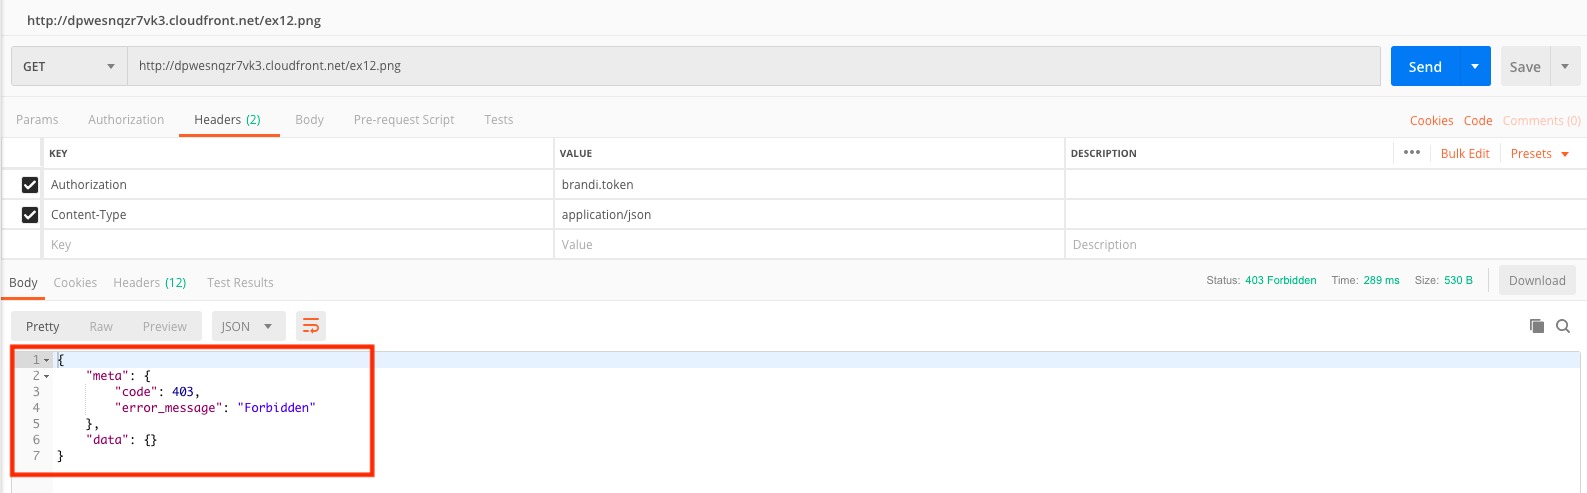 http://dpwesnqzr7vk3.cloudfront.net/ex12.png
GET http://dpwesnqzr7vk3.cloudfront.net/ex12.png Send Save
Params Authorization Headers (2) Body Pre-request Script Tests Cookies Code Comments (0)
KEY VALUE DESCRIPTION ••• Bulk Edit Presets
Authorization brandi.token
Content-Type application/json
Key Value Description
Body Cookies Headers (12) Test Results Status: 403 Forbidden Time: 289 ms Size: 530 B Download
Pretty Raw Preview JSON
1 {
2 "meta": {
3 "code": 403,
4 "error_message": "Forbidden"
5 },
6 "data": {}
7 }